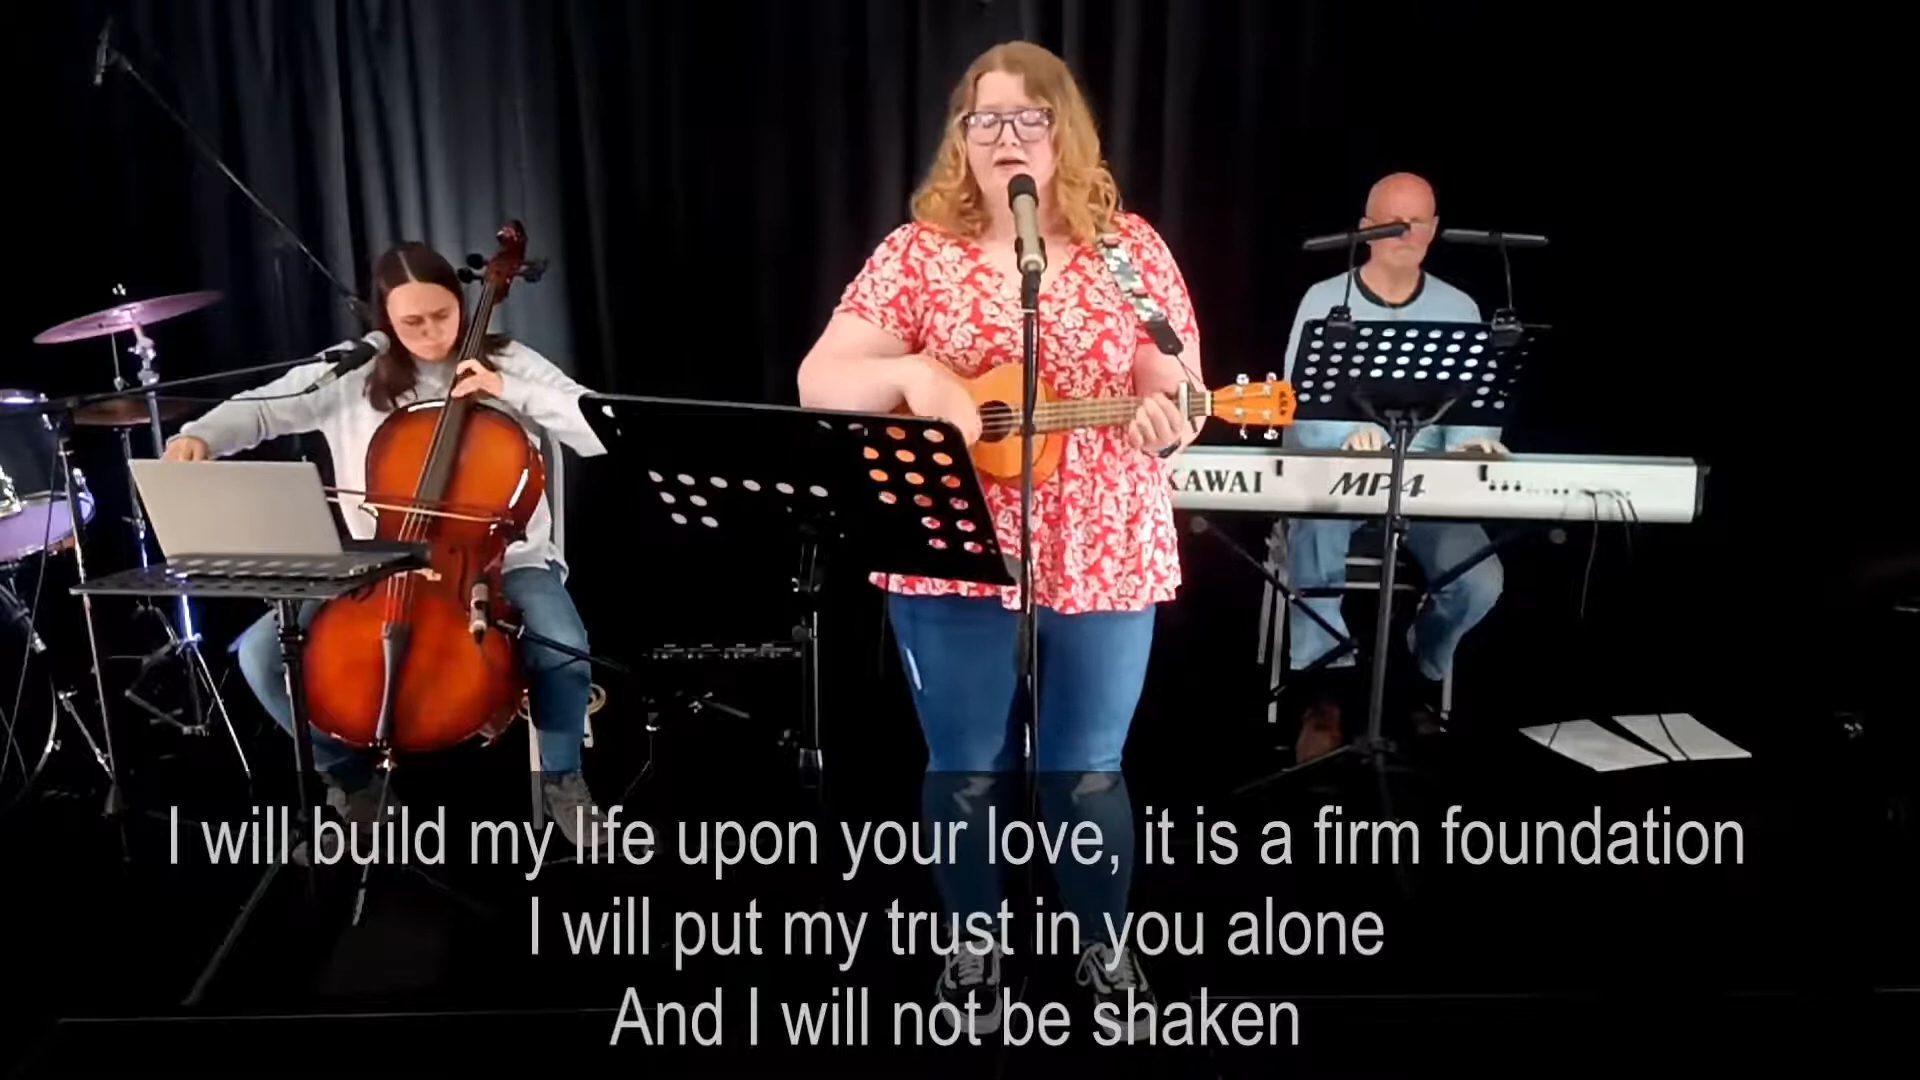 KAWAI MP4
I will build my life upon your love, it is a firm foundation
I will put my trust in you alone
And I will not be shaken